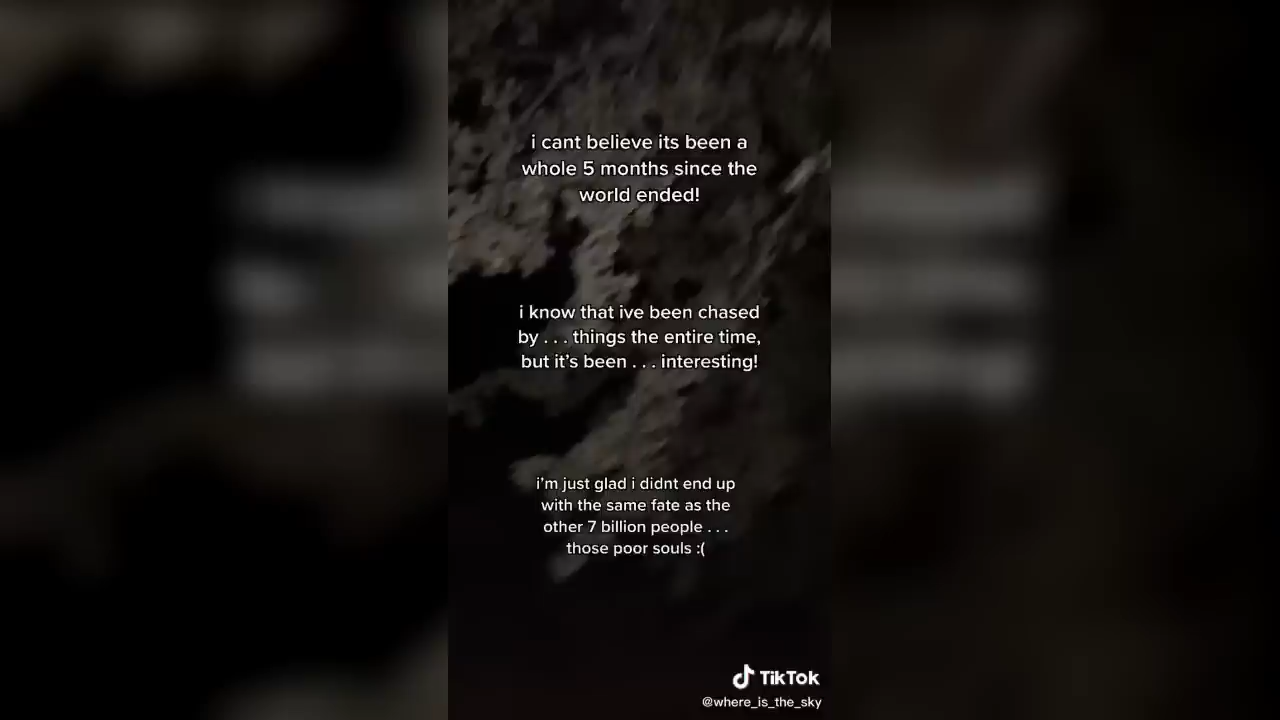 i cant believe its been a
whole 5 months since the
world ended!
i know that ive been chased
by . . . things the entire time,
but it’s been . . . interesting!
i’m just glad i didnt end up
with the same fate as the
other 7 billion people . . .
those poor souls :(
TikTok
@where_is_the_sky